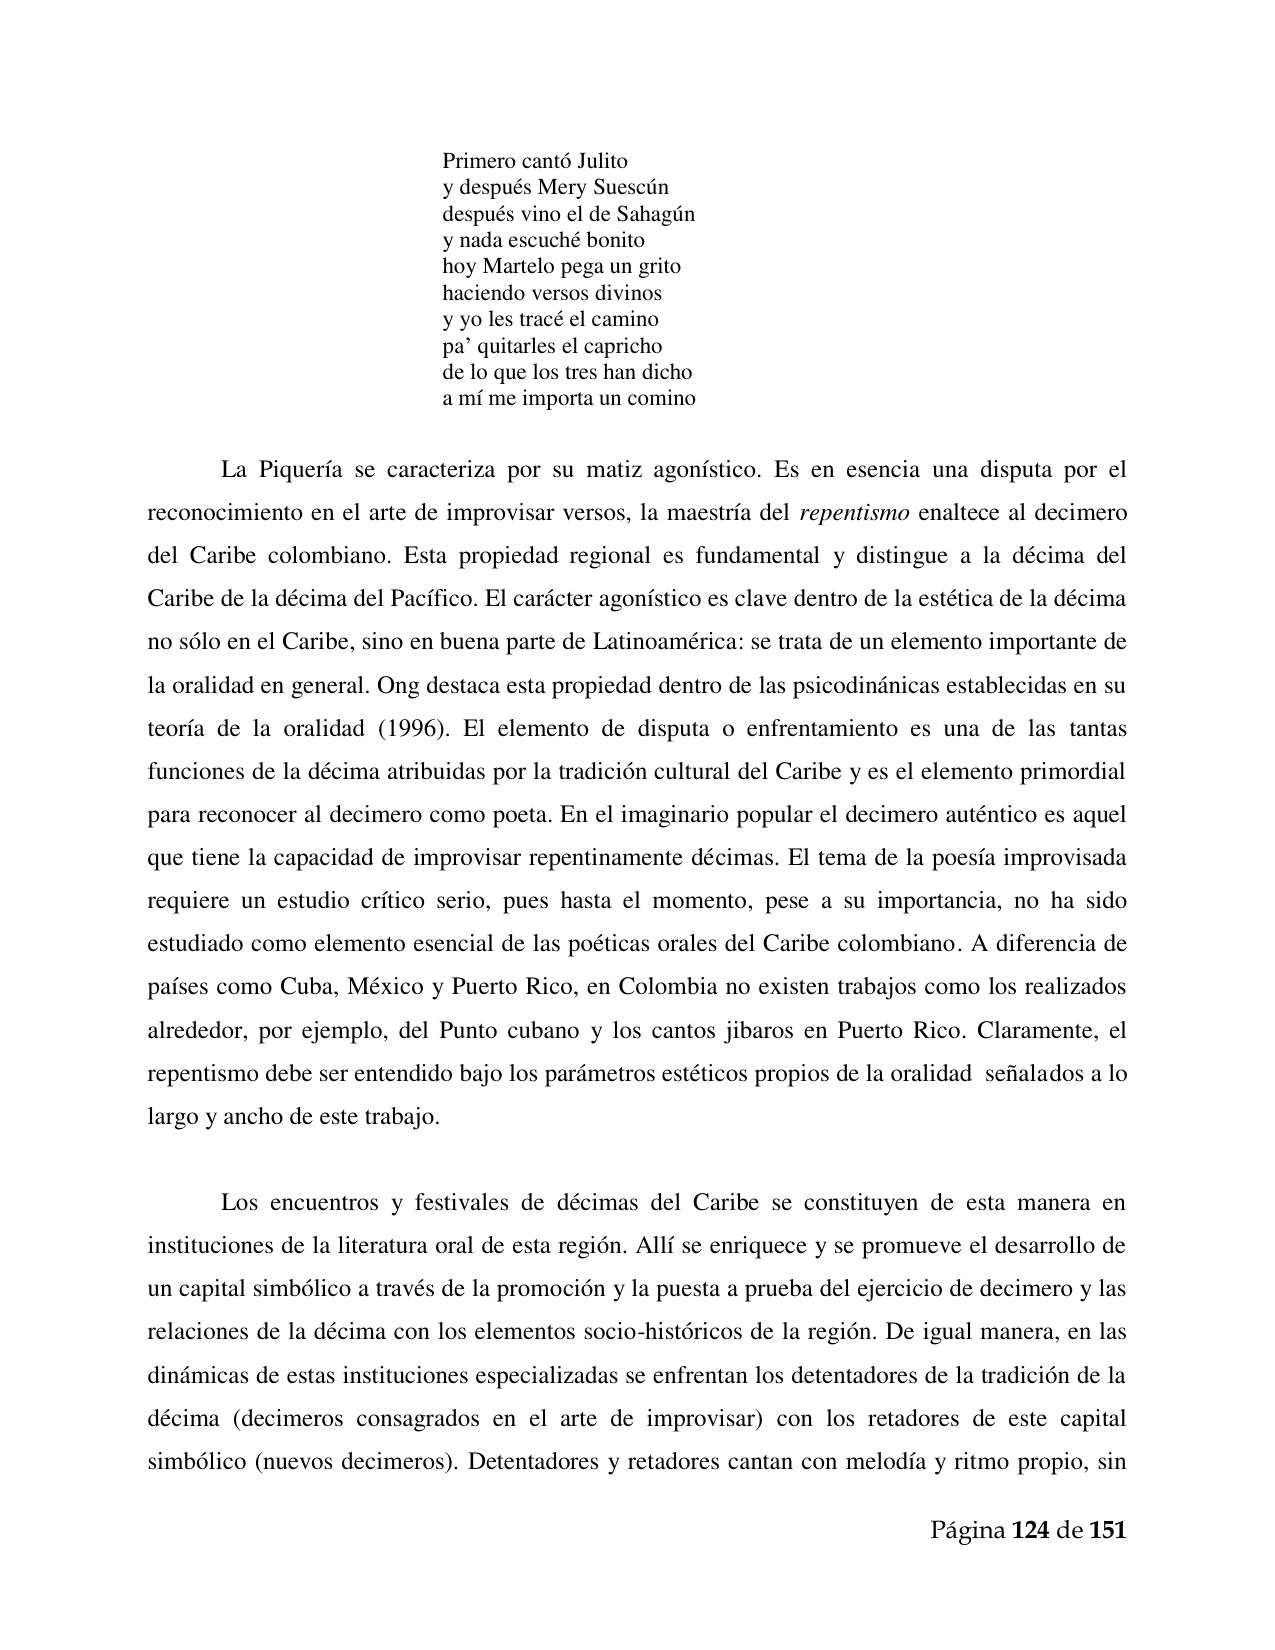 Primero cantó Julito
y después Mery Suescún
después vino el de Sahagún
y nada escuché bonito
hoy Martelo pega un grito
haciendo versos divinos
y yo les tracé el camino
pa’ quitarles el capricho
de lo que los tres han dicho
a mí me importa un comino
La Piquería se caracteriza por su matiz agonístico. Es en esencia una disputa por el
reconocimiento en el arte de improvisar versos, la maestría del repentismo enaltece al decimero
del Caribe colombiano. Esta propiedad regional es fundamental y distingue a la décima del
Caribe de la décima del Pacífico. El carácter agonístico es clave dentro de la estética de la décima
no sólo en el Caribe, sino en buena parte de Latinoamérica: se trata de un elemento importante de
la oralidad en general. Ong destaca esta propiedad dentro de las psicodinánicas establecidas en su
teoría de la oralidad (1996). El elemento de disputa o enfrentamiento es una de las tantas
funciones de la décima atribuidas por la tradición cultural del Caribe y es el elemento primordial
para reconocer al decimero como poeta. En el imaginario popular el decimero auténtico es aquel
que tiene la capacidad de improvisar repentinamente décimas. El tema de la poesía improvisada
requiere un estudio crítico serio, pues hasta el momento, pese a su importancia, no ha sido
estudiado como elemento esencial de las poéticas orales del Caribe colombiano. A diferencia de
países como Cuba, México y Puerto Rico, en Colombia no existen trabajos como los realizados
alrededor, por ejemplo, del Punto cubano y los cantos jibaros en Puerto Rico. Claramente, el
repentismo debe ser entendido bajo los parámetros estéticos propios de la oralidad  señalados a lo
largo y ancho de este trabajo.
Los encuentros y festivales de décimas del Caribe se constituyen de esta manera en
instituciones de la literatura oral de esta región. Allí se enriquece y se promueve el desarrollo de
un capital simbólico a través de la promoción y la puesta a prueba del ejercicio de decimero y las
relaciones de la décima con los elementos socio-históricos de la región. De igual manera, en las
dinámicas de estas instituciones especializadas se enfrentan los detentadores de la tradición de la
décima (decimeros consagrados en el arte de improvisar) con los retadores de este capital
simbólico (nuevos decimeros). Detentadores y retadores cantan con melodía y ritmo propio, sin
Página 124 de 151